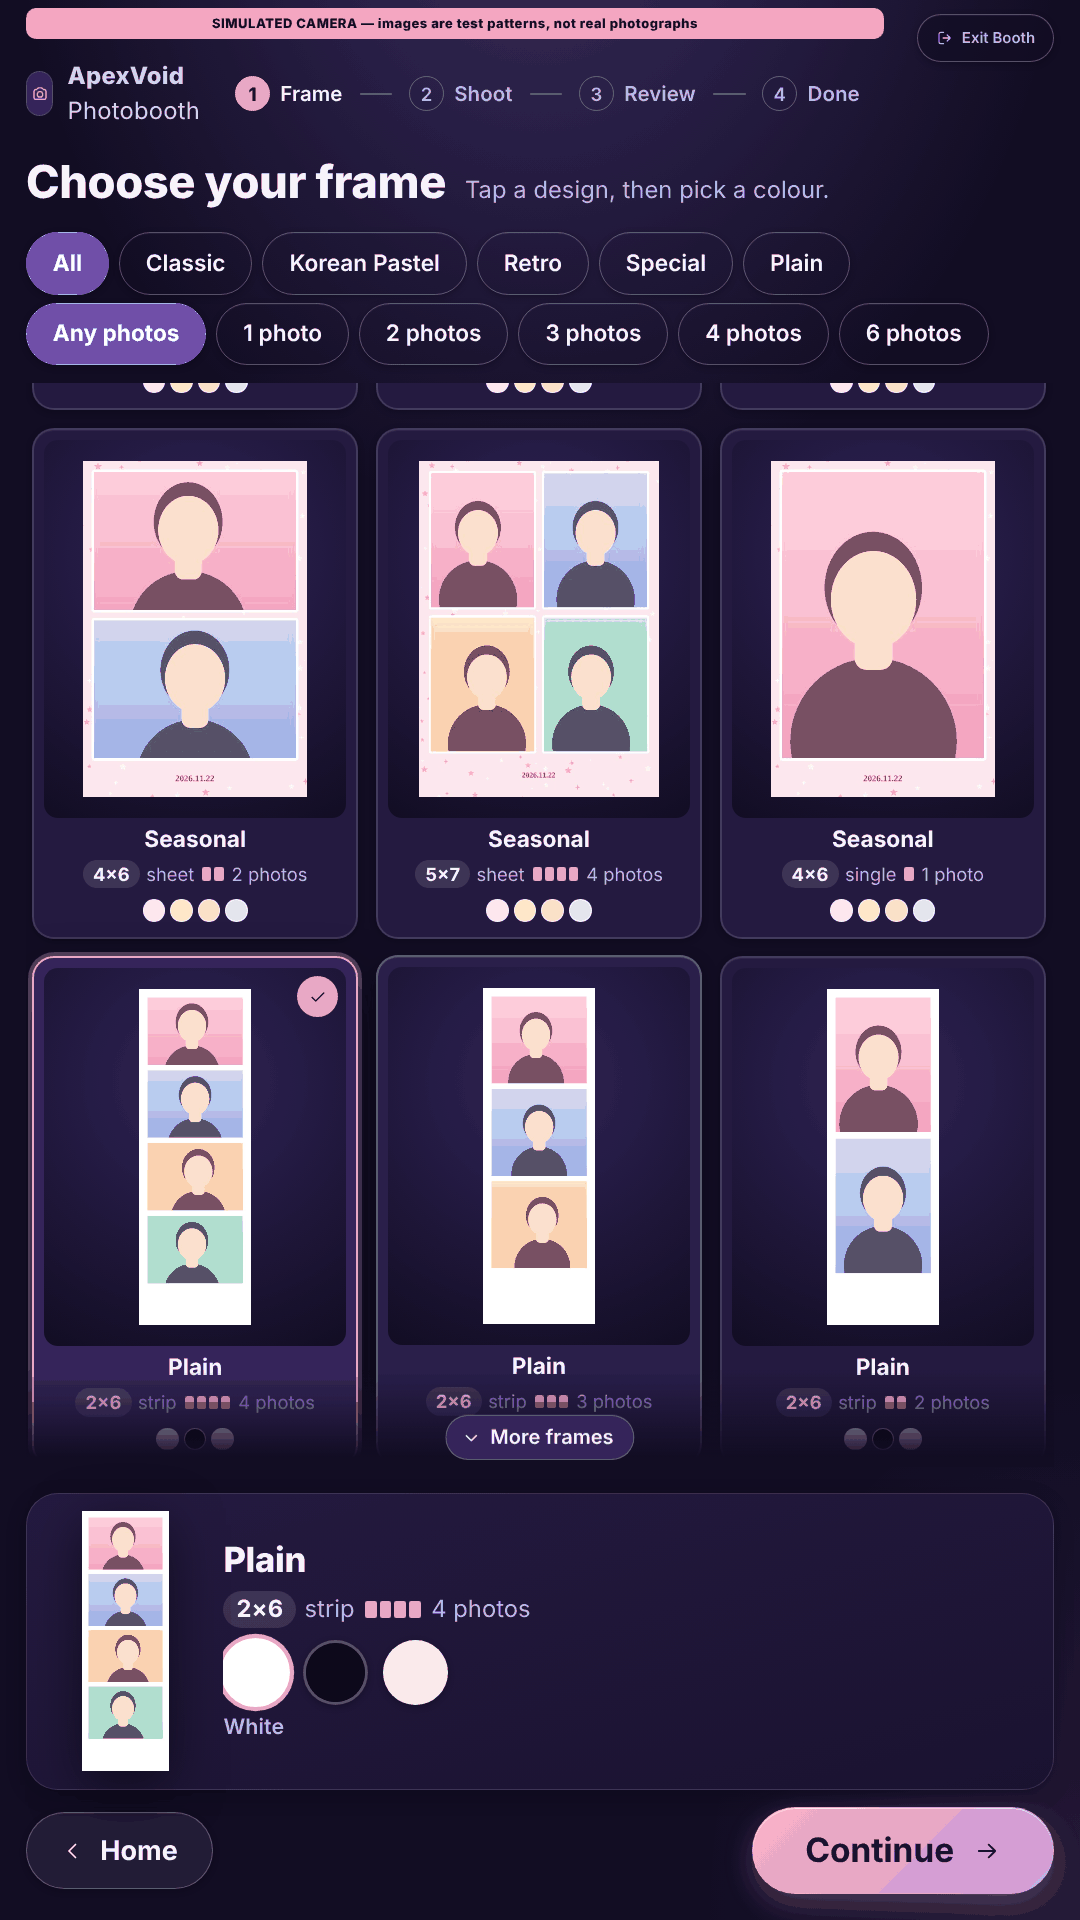 SIMULATED CAMERA — images are test patterns, not real photographs
Exit Booth
ApexVoid
Photobooth
1 Frame
2 Shoot
3 Review
4 Done
Choose your frame
Tap a design, then pick a colour.
All
Classic
Korean Pastel
Retro
Special
Plain
Any photos
1 photo
2 photos
3 photos
4 photos
6 photos
2026.11.22
2026.11.22
2026.11.22
Seasonal
4×6 sheet 2 photos
Seasonal
5×7 sheet 4 photos
Seasonal
4×6 single 1 photo
Plain
2×6 strip 4 photos
Plain
2×6 strip 3 photos
Plain
2×6 strip 2 photos
More frames
Plain
2×6 strip 4 photos
White
Home
Continue